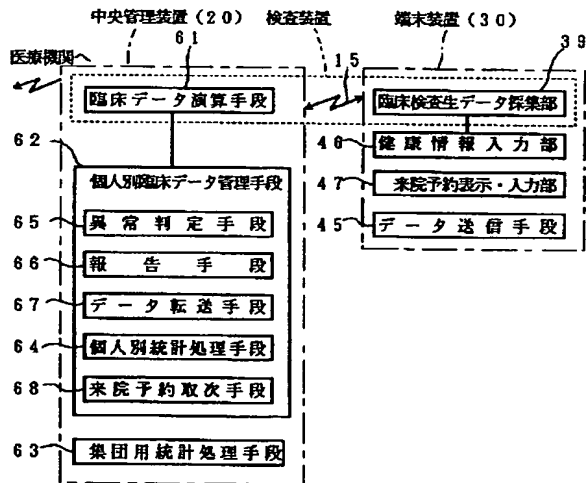 中央管理装置(20) 検査装置 端末装置(30)
医療機関へ 61 15 39
臨床データ演算手段 臨床検査生データ採集部
62 46 健康情報入力部
個人別臨床データ管理手段 47 来院予約表示・入力部
65 異常判定手段 45 データ送信手段
66 報告手段
67 データ転送手段
64 個人別統計処理手段
68 来院予約取次手段
63 集団用統計処理手段